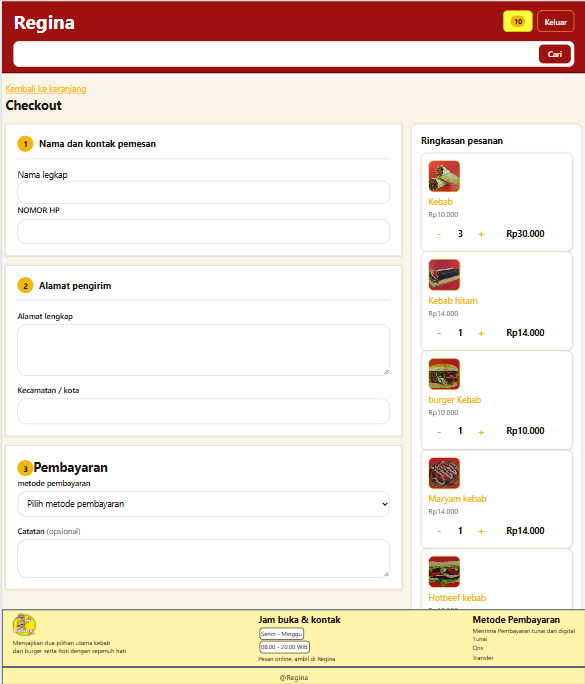 Regina
10
Keluar
Cari
Kembali ke keranjang
Checkout
1 Nama dan kontak pemesan
Nama legkap
NOMOR HP
2 Alamat pengirim
Alamat lengkap
Kecamatan / kota
3 Pembayaran
metode pembayaran
Pilih metode pembayaran
Catatan (opsional)
Ringkasan pesanan
Kebab
Rp10.000
- 3 + Rp30.000
Kebab hitam
Rp14.000
- 1 + Rp14.000
burger Kebab
Rp10.000
- 1 + Rp10.000
Maryam kebab
Rp14.000
- 1 + Rp14.000
Hotbeef kebab
Menyajikan dua pilihan utama kebab
dan burger serta Roti dengan sepenuh hati
Jam buka & kontak
Senin - Minggu
08.00 - 20.00 WIB
Pesan online, ambil di Regina
Metode Pembayaran
Menrima Pembayaran tunai dan digital
Tunai
Qris
Transfer
@Regina